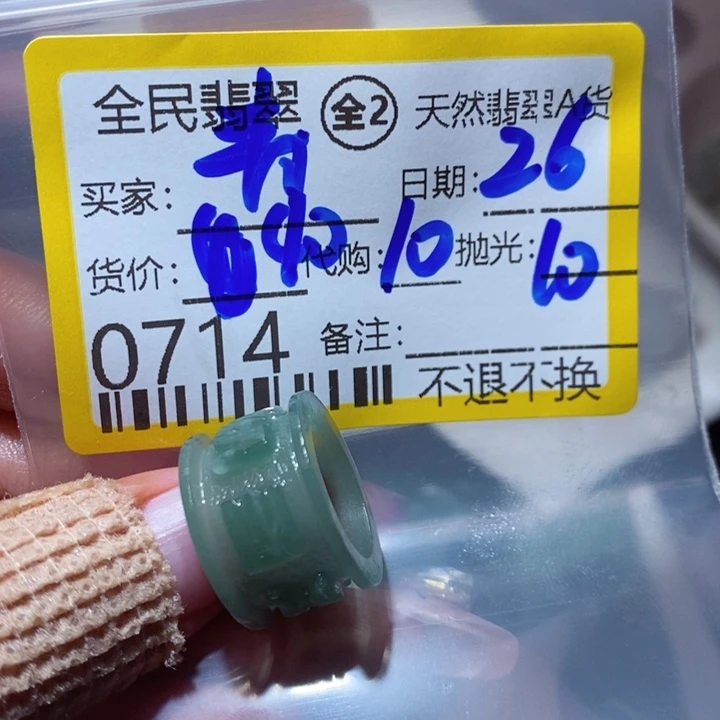 全民翡翠 全2 天然翡翠A货
买家： 日期：26
货价： 代购：10 抛光：10
0714 备注：
不退不换